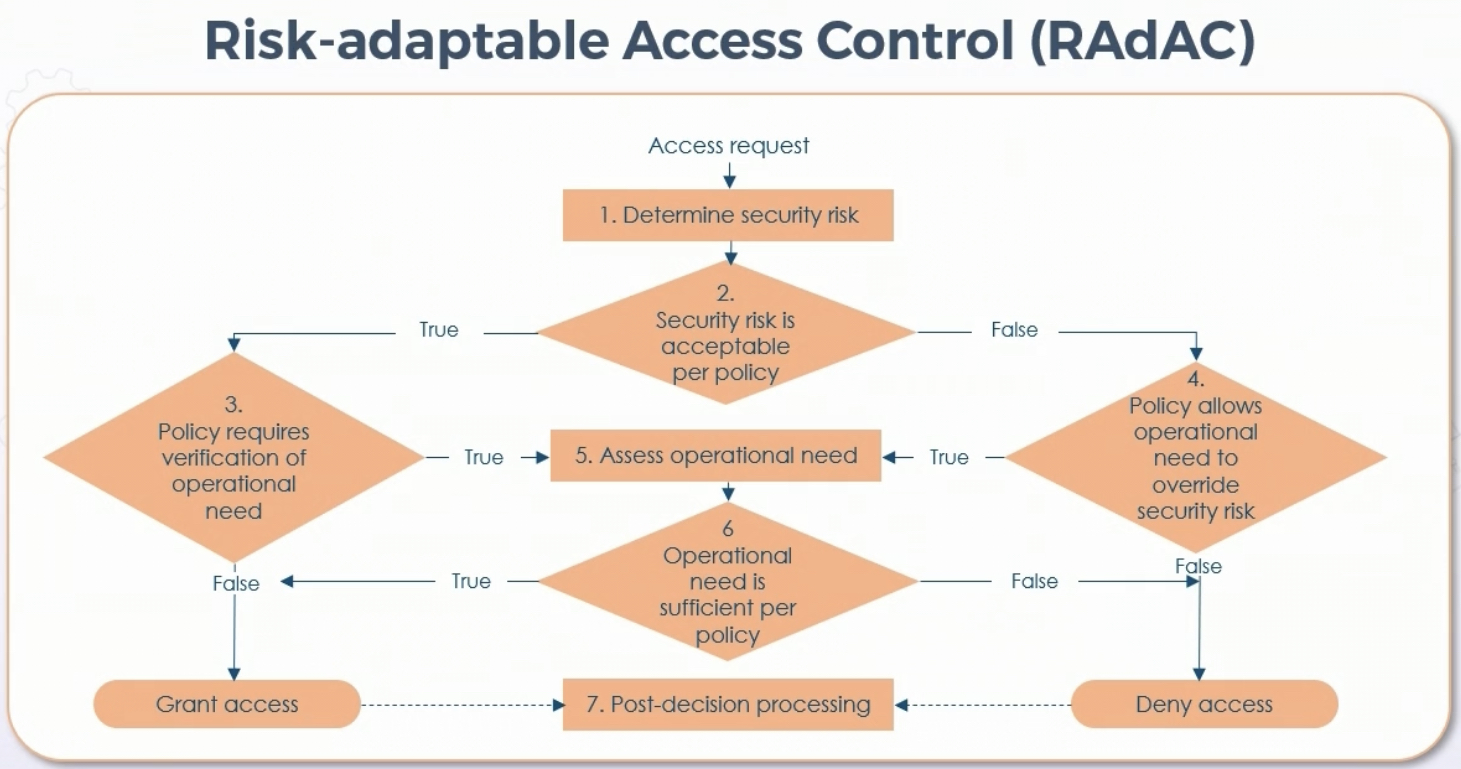 Risk-adaptable Access Control (RAdAC)
Access request
1. Determine security risk
2.
Security risk is
acceptable
per policy
True
False
3.
Policy requires
verification of
operational
need
4.
Policy allows
operational
need to
override
security risk
True
5. Assess operational need
True
6
Operational
need is
sufficient per
policy
False
True
False
False
Grant access
7. Post-decision processing
Deny access